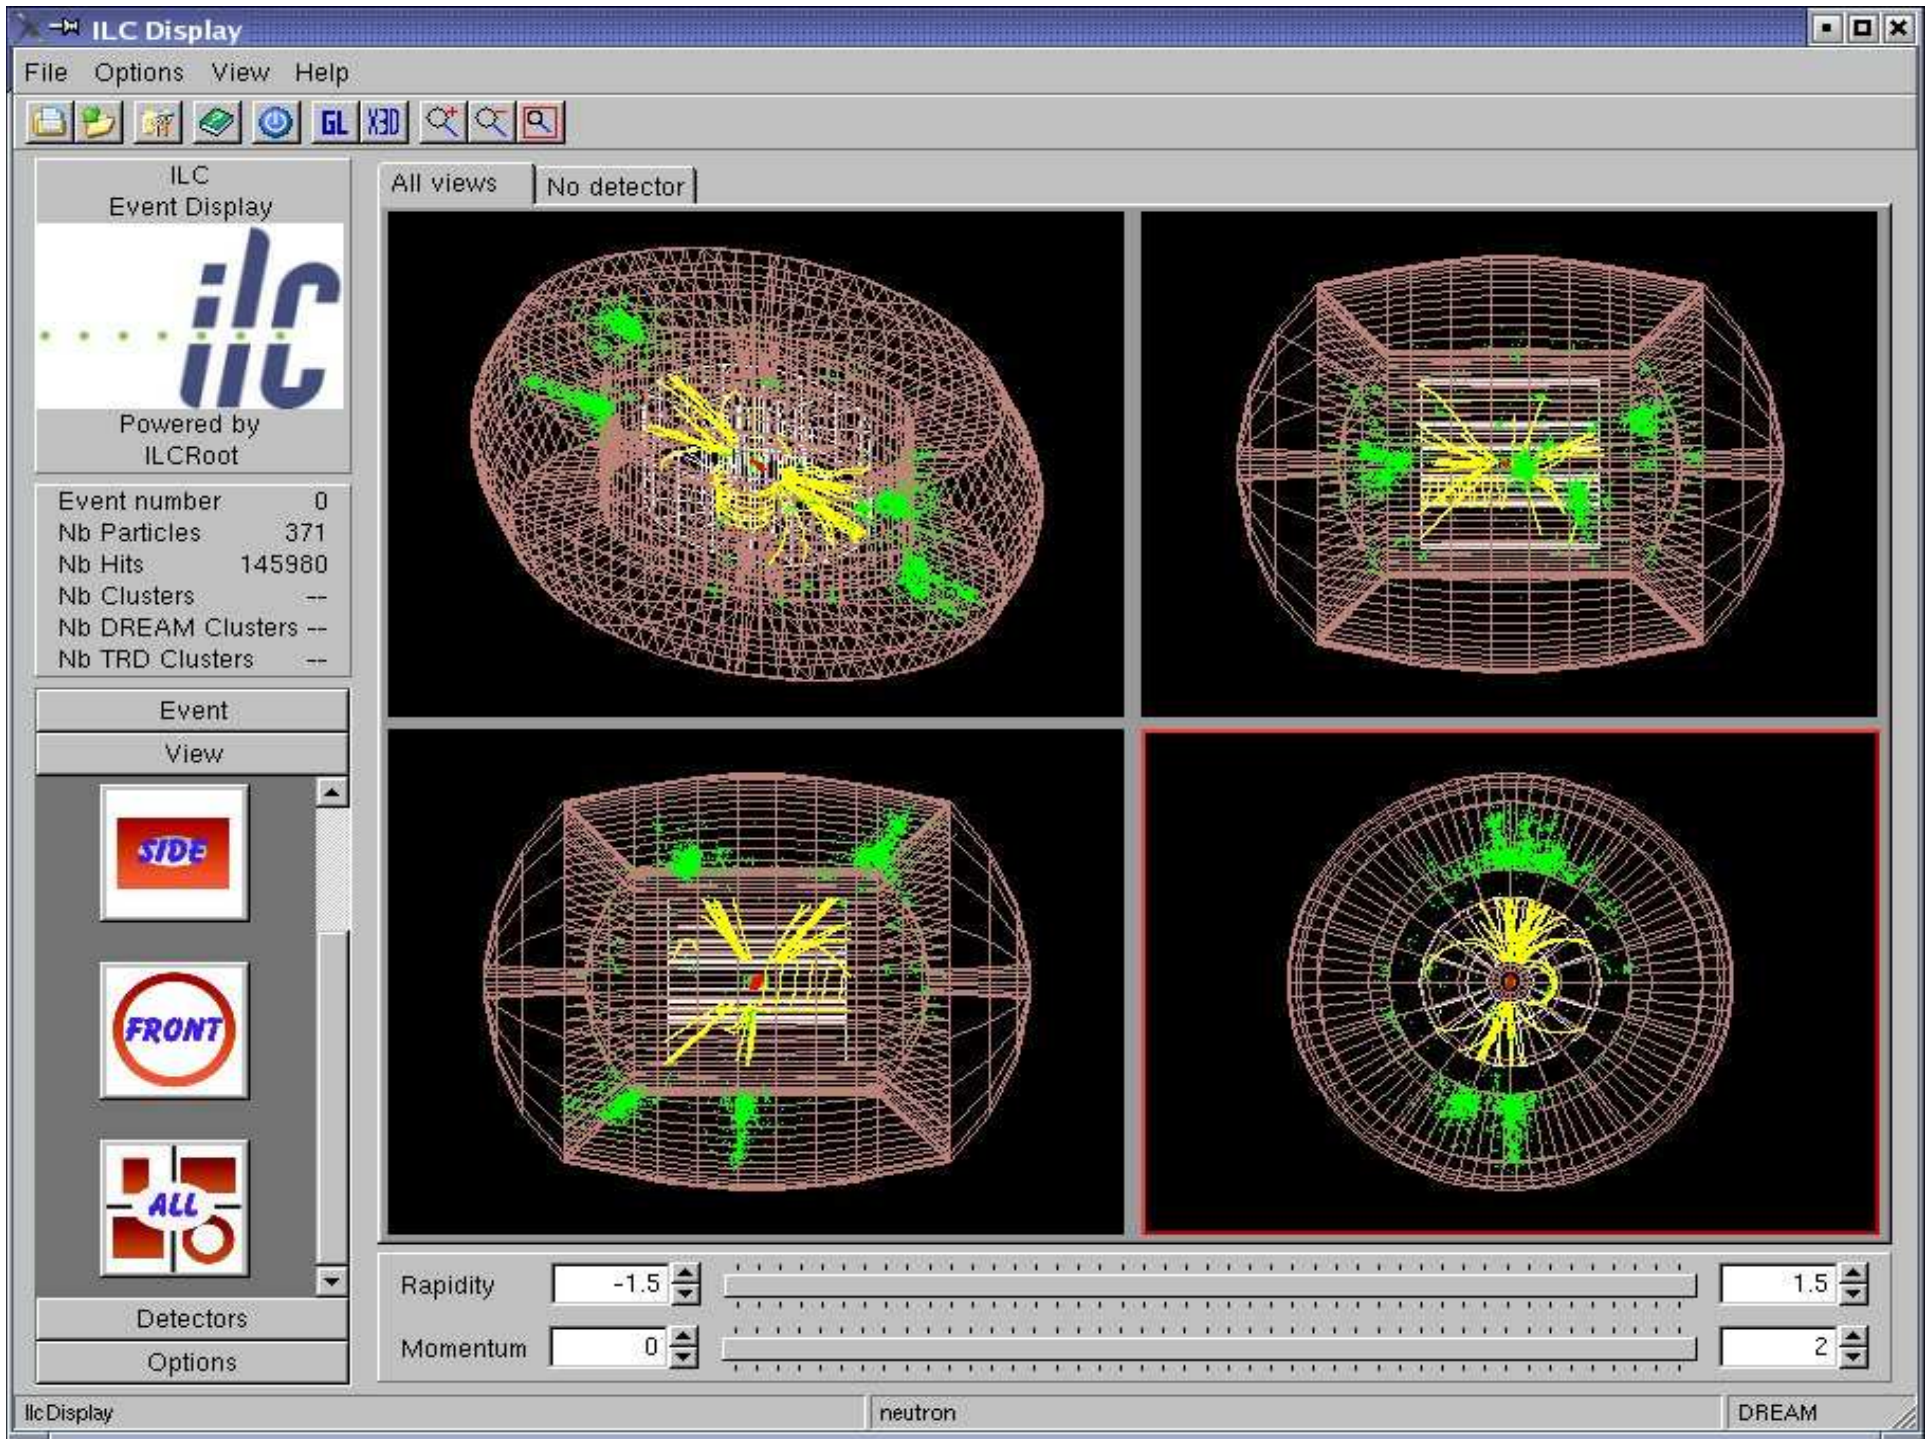 ILC Display
File Options View Help
GL X3D
ILC
Event Display
ilc
Powered by
ILCRoot
Event number 0
Nb Particles 371
Nb Hits 145980
Nb Clusters --
Nb DREAM Clusters --
Nb TRD Clusters --
Event
View
SIDE
FRONT
ALL
Detectors
Options
All views
No detector
Rapidity -1.5 1.5
Momentum 0 2
IlcDisplay neutron DREAM